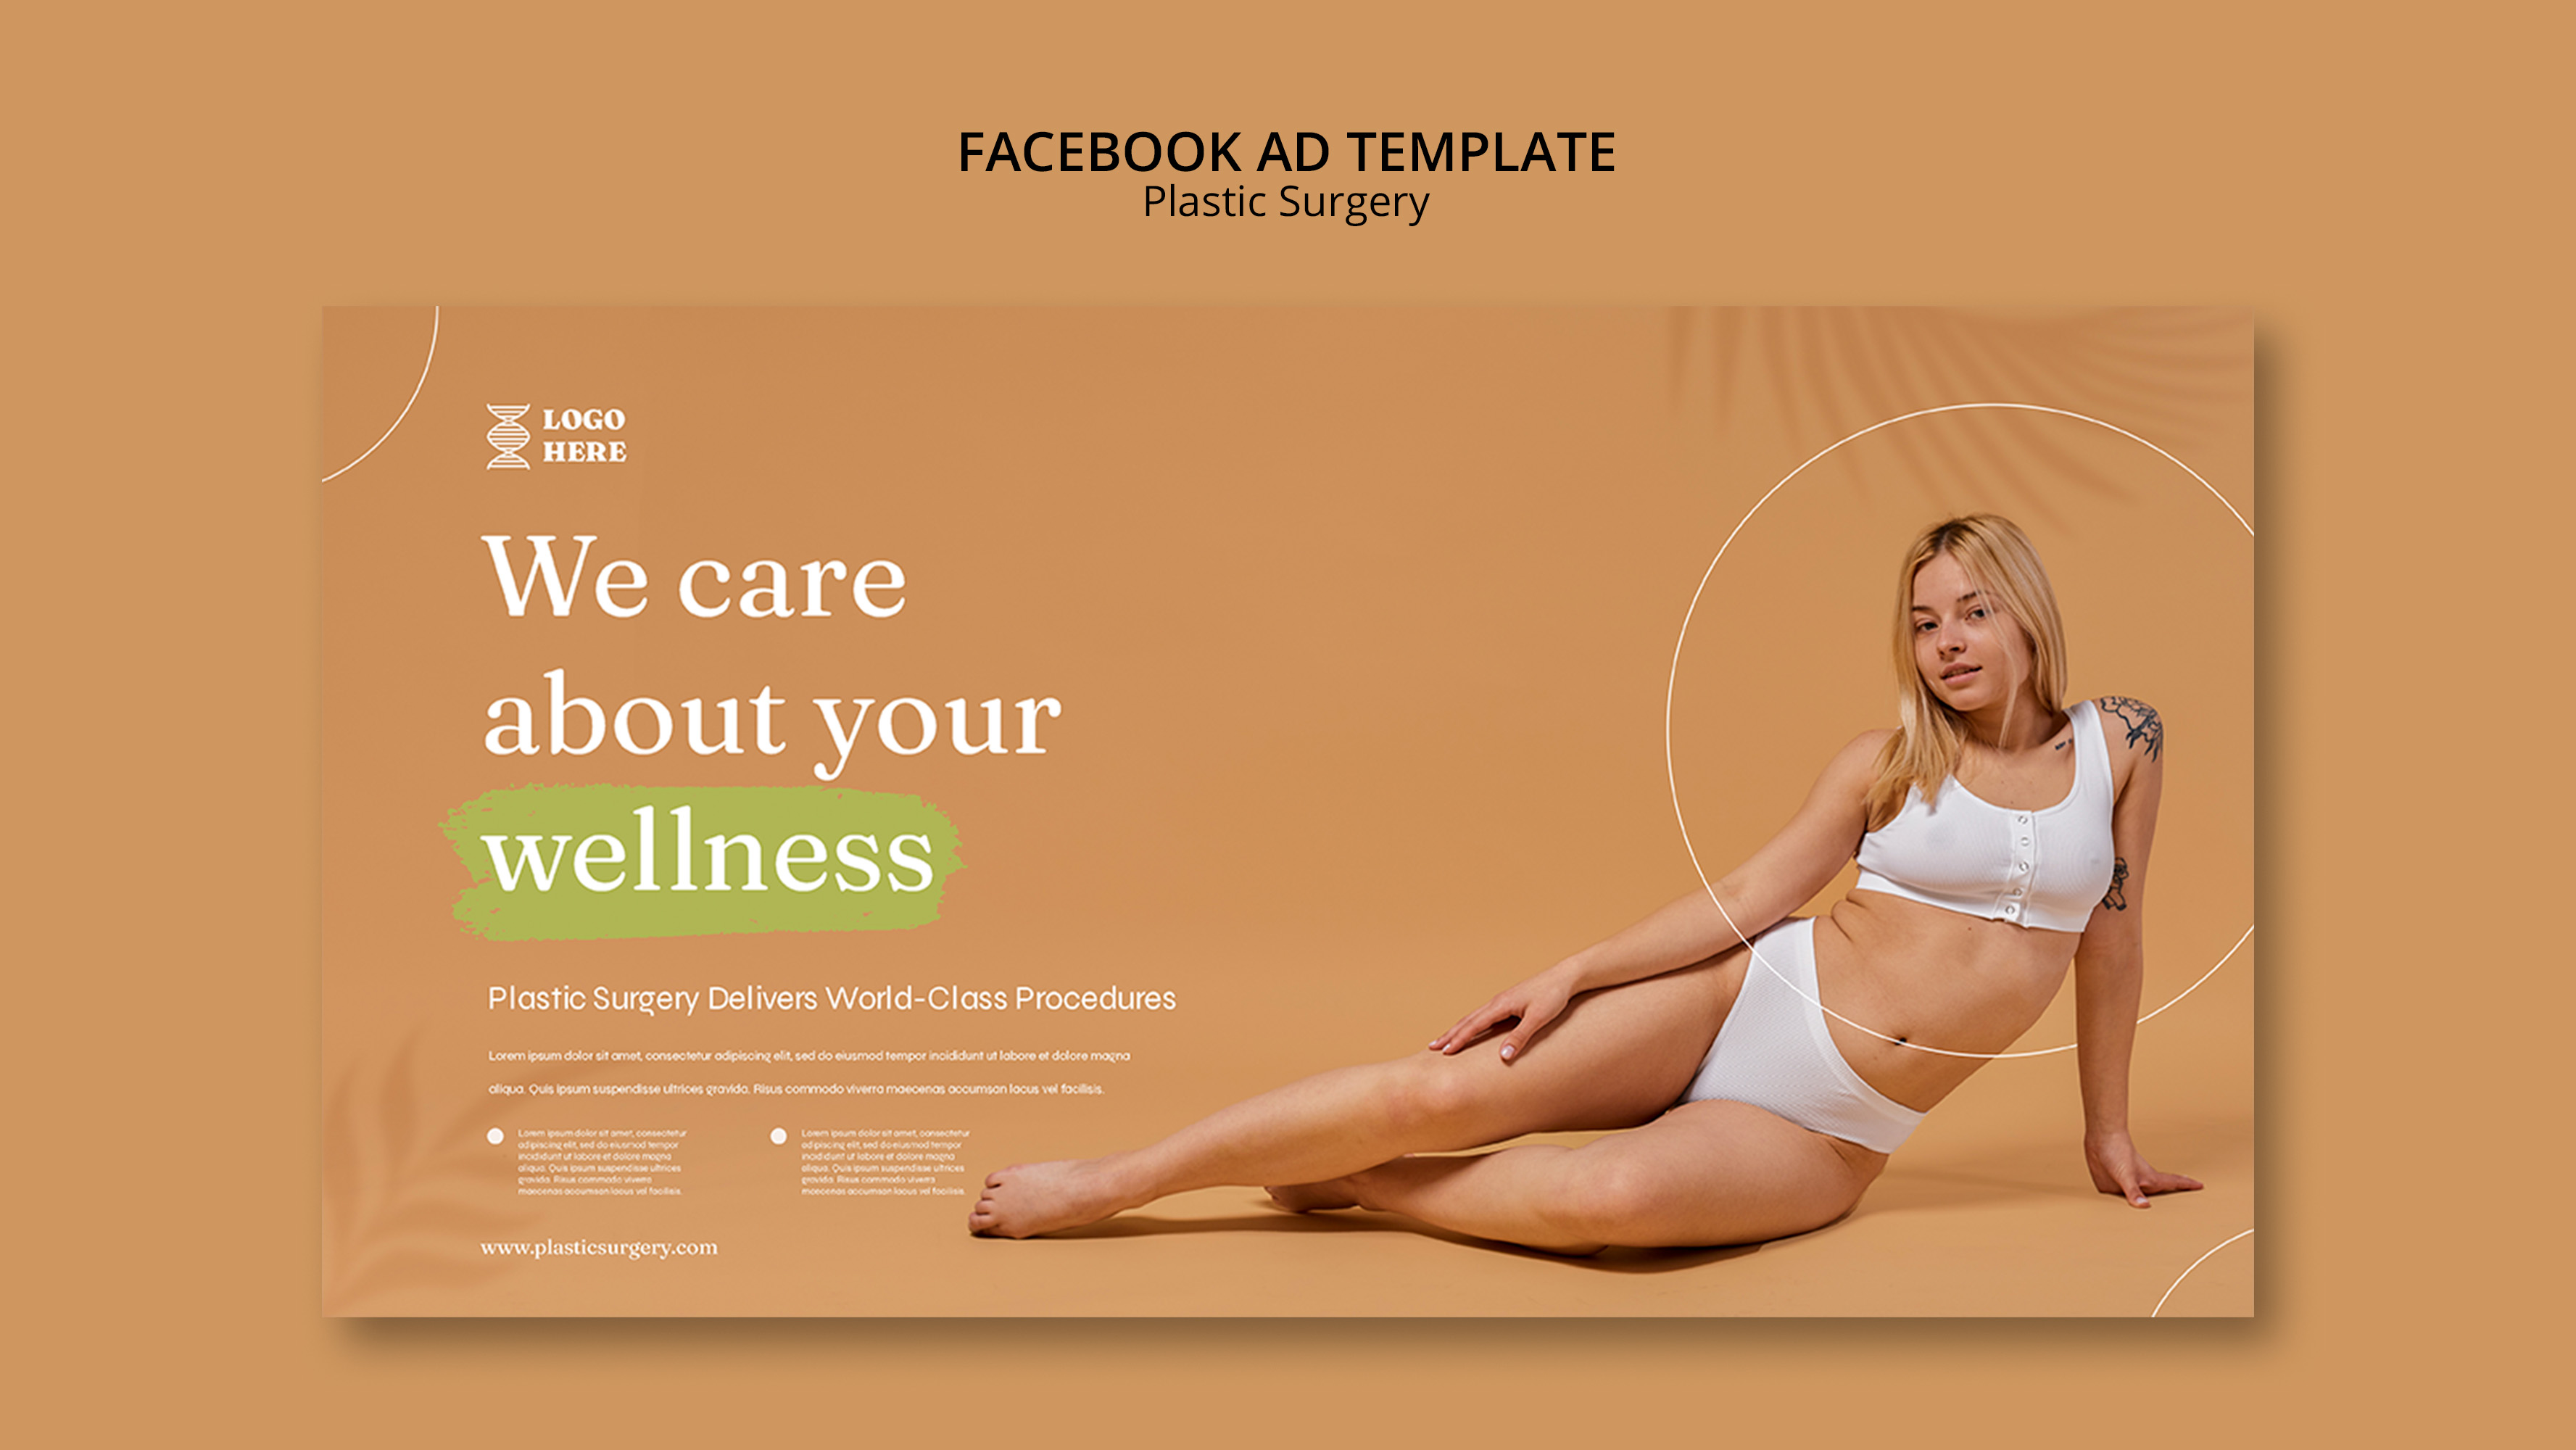 FACEBOOK AD TEMPLATE
Plastic Surgery
LOGO
HERE
We care
about your
wellness
Plastic Surgery Delivers World-Class Procedures
Lorem ipsum dolor sit amet, consectetur adipiscing elit, sed do eiusmod tempor incididunt ut labore et dolore magna
aliqua. Quis ipsum suspendisse ultrices gravida. Risus commodo viverra maecenas accumsan lacus vel facilisis.
Lorem ipsum dolor sit amet, consectetur
adipiscing elit, sed do eiusmod tempor
incididunt ut labore et dolore magna
aliqua. Quis ipsum suspendisse ultrices
gravida. Risus commodo viverra
maecenas accumsan lacus vel facilisis.
Lorem ipsum dolor sit amet, consectetur
adipiscing elit, sed do eiusmod tempor
incididunt ut labore et dolore magna
aliqua. Quis ipsum suspendisse ultrices
gravida. Risus commodo viverra
maecenas accumsan lacus vel facilisis.
www.plasticsurgery.com